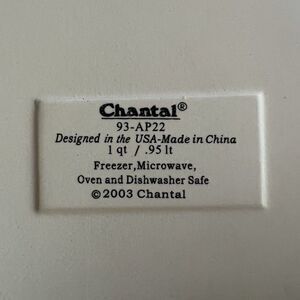 Chantal®
93-AP22
Designed in the USA-Made in China
1 qt / .95 lt
Freezer,Microwave,
Oven and Dishwasher Safe
©2003 Chantal